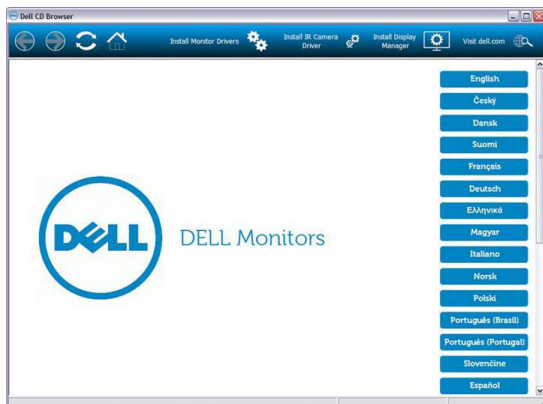 Dell CD Browser
Install Monitor Drivers
Install IR Camera
Driver
Install Display
Manager
Visit dell.com
English
Český
Dansk
Suomi
Français
Deutsch
Ελληνικά
Magyar
Italiano
Norsk
Polski
Português (Brasil)
Português (Portugal)
Slovenčine
Español
DELL
DELL Monitors